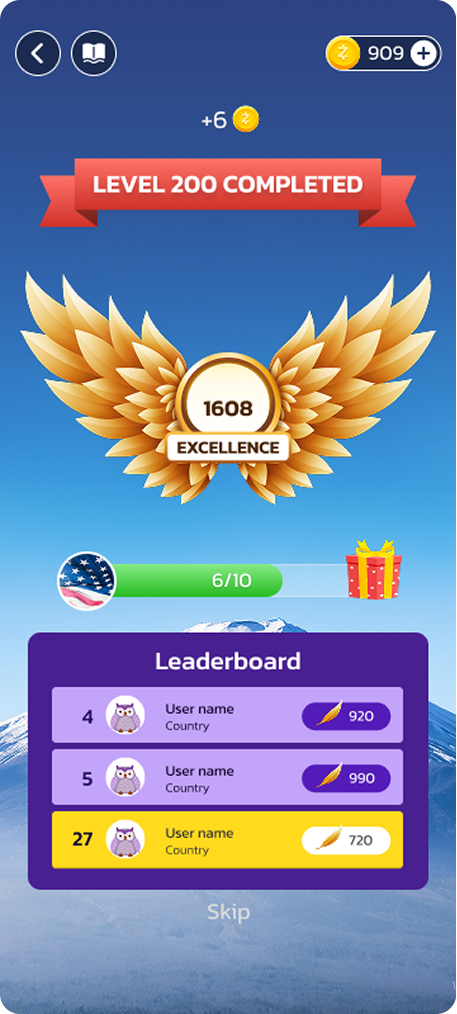 909
+6
LEVEL 200 COMPLETED
1608
EXCELLENCE
6/10
Leaderboard
4 User name 920
Country
5 User name 990
Country
27 User name 720
Country
Skip